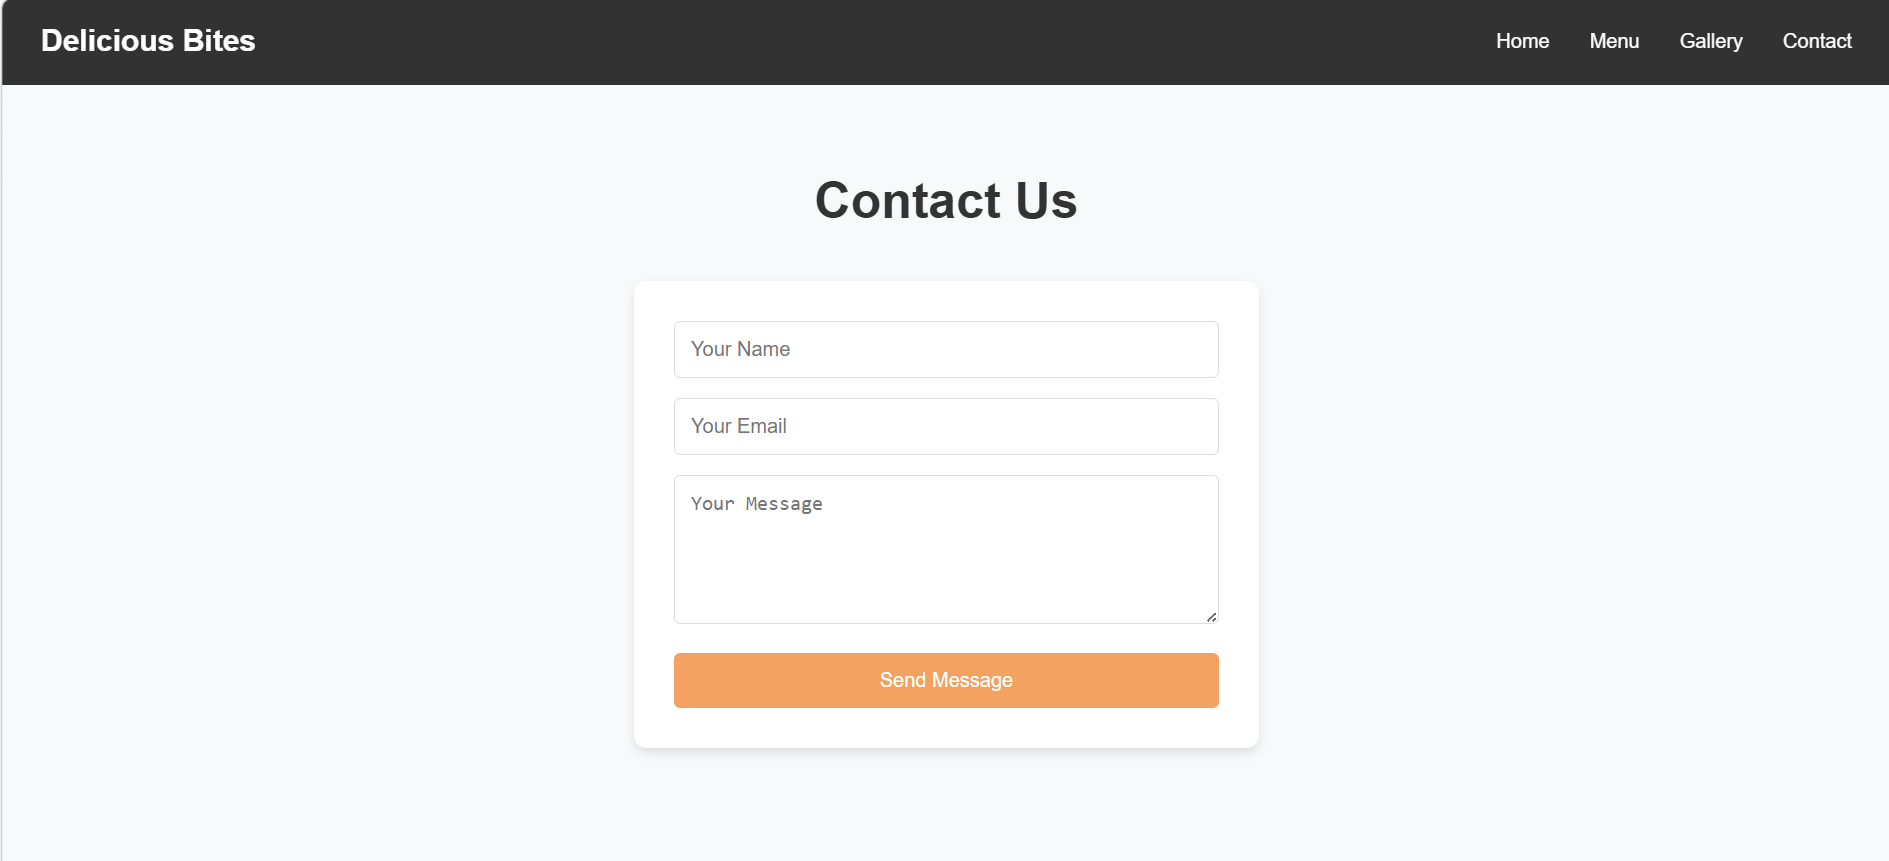 Delicious Bites
Home Menu Gallery Contact
Contact Us
Your Name
Your Email
Your Message
Send Message